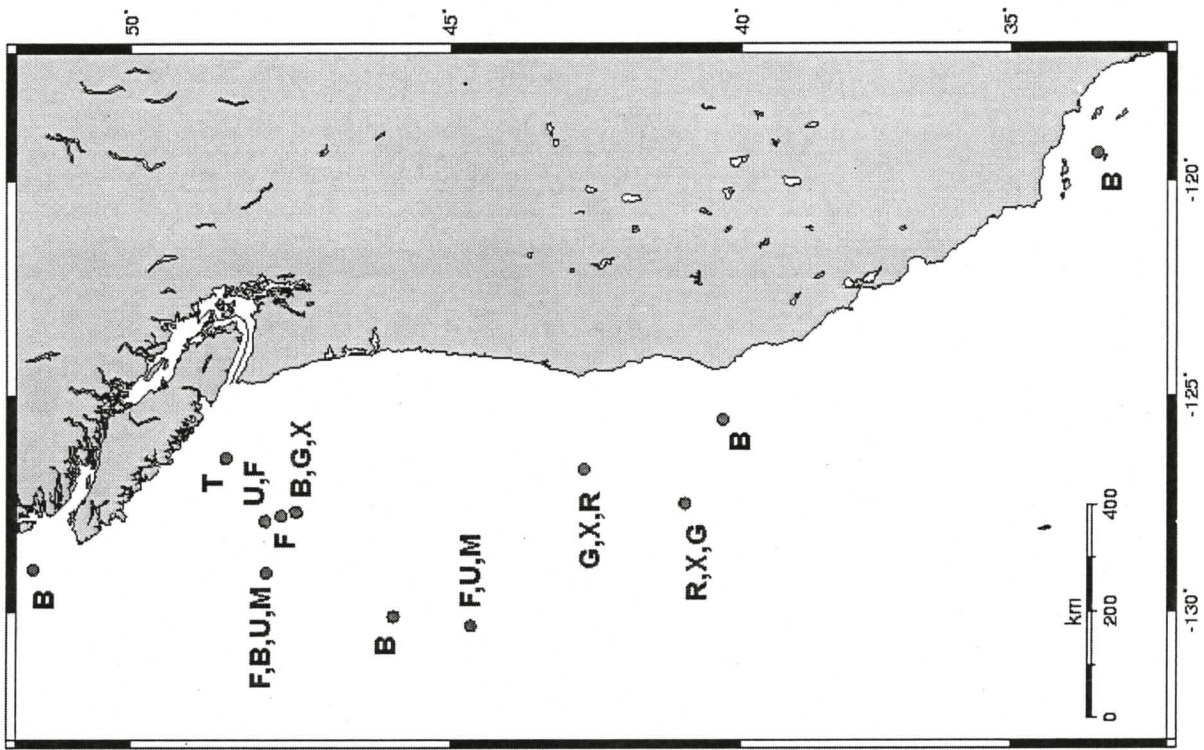 50°
45°
40°
35°
B
T
U,F
F
B,G,X
F,B,U,M
B
F,U,M
G,X,R
R,X,G
B
B
km
0 200 400
-130°
-125°
-120°